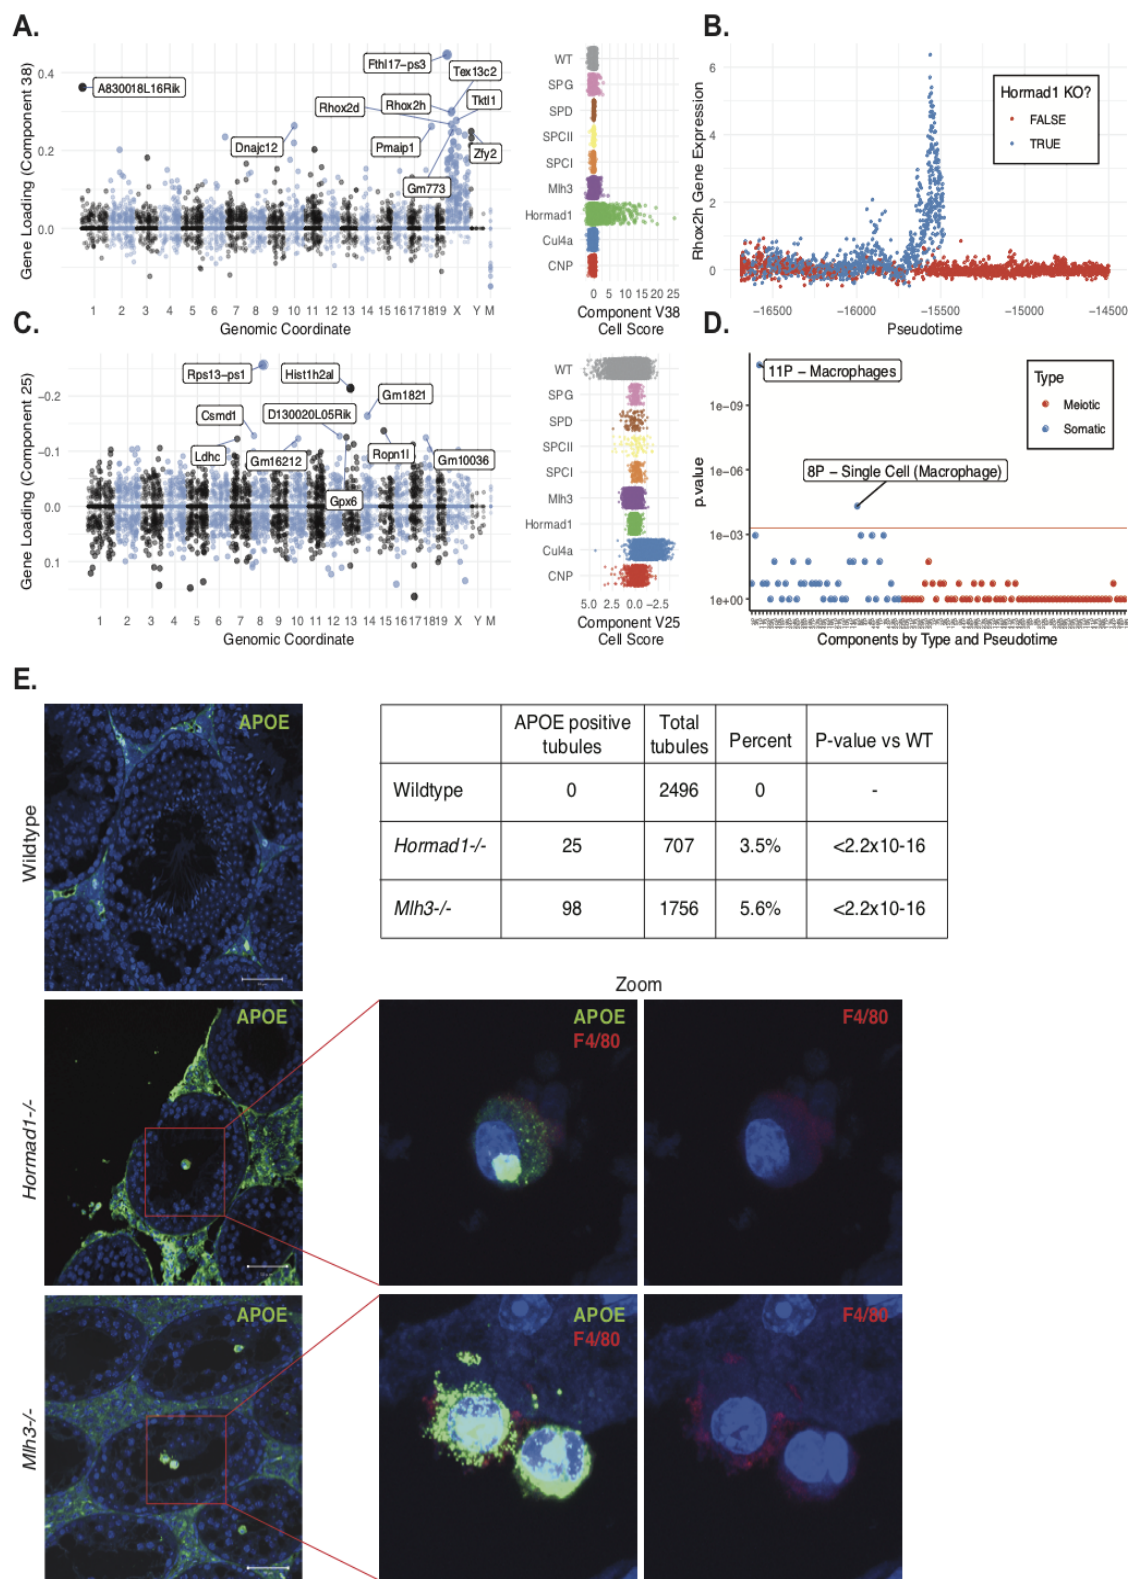 A.
Gene Loading (Component 38)
0.4
0.2
0.0
A830018L16Rik
Fthl17−ps3
Tex13c2
Rhox2d
Rhox2h
Tktl1
Dnajc12
Pmaip1
Zfy2
Gm773
1 2 3 4 5 6 7 8 9 10 11 12 13 14 15 16 17 18 19 X Y M
Genomic Coordinate
WT
SPG
SPD
SPCII
SPCI
Mlh3
Hormad1
Cul4a
CNP
0 5 10 15 20 25
Component V38
Cell Score
B.
Rhox2h Gene Expression
6
4
2
0
Hormad1 KO?
FALSE
TRUE
−16500 −16000 −15500 −15000 −14500
Pseudotime
C.
Gene Loading (Component 25)
−0.2
−0.1
0.0
0.1
Rps13−ps1
Hist1h2al
Gm1821
Csmd1
D130020L05Rik
Ldhc
Gm16212
Ropn1l
Gm10036
Gpx6
1 2 3 4 5 6 7 8 9 10 11 12 13 14 15 16 17 18 19 X Y M
Genomic Coordinate
WT
SPG
SPD
SPCII
SPCI
Mlh3
Hormad1
Cul4a
CNP
5.0 2.5 0.0 −2.5
Component V25
Cell Score
D.
p.value
1e−09
1e−06
1e−03
1e+00
11P − Macrophages
8P − Single Cell (Macrophage)
Type
Meiotic
Somatic
Components by Type and Pseudotime
E.
Wildtype
APOE
APOE positive tubules Total tubules Percent P-value vs WT
Wildtype 0 2496 0 -
Hormad1-/- 25 707 3.5% <2.2x10-16
Mlh3-/- 98 1756 5.6% <2.2x10-16
Zoom
Hormad1-/-
APOE
APOE
F4/80
F4/80
Mlh3-/-
APOE
APOE
F4/80
F4/80